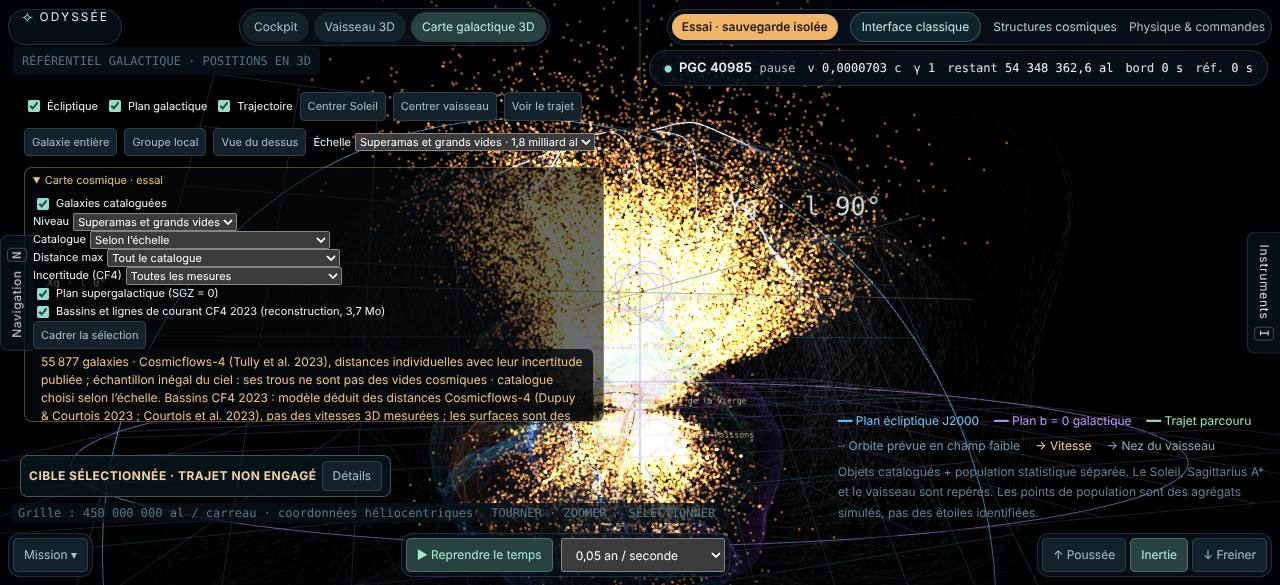 ✧ ODYSSÉE
Cockpit Vaisseau 3D Carte galactique 3D
Essai · sauvegarde isolée Interface classique Structures cosmiques Physique & commandes
RÉFÉRENTIEL GALACTIQUE · POSITIONS EN 3D
● PGC 40985 pause v 0,0000703 c γ 1 restant 54 348 362,6 al bord 0 s réf. 0 s
Écliptique Plan galactique Trajectoire Centrer Soleil Centrer vaisseau Voir le trajet
Galaxie entière Groupe local Vue du dessus Échelle Superamas et grands vides · 1,8 milliard al
▼ Carte cosmique · essai
Galaxies cataloguées
Niveau Superamas et grands vides
Catalogue Selon l'échelle
Distance max Tout le catalogue
Incertitude (CF4) Toutes les mesures
Plan supergalactique (SGZ = 0)
Bassins et lignes de courant CF4 2023 (reconstruction, 3,7 Mo)
Cadrer la sélection
55 877 galaxies · Cosmicflows-4 (Tully et al. 2023), distances individuelles avec leur incertitude
publiée ; échantillon inégal du ciel : ses trous ne sont pas des vides cosmiques · catalogue
choisi selon l'échelle. Bassins CF4 2023 : modèle déduit des distances Cosmicflows-4 (Dupuy
& Courtois 2023 ; Courtois et al. 2023), pas des vitesses 3D mesurées ; les surfaces sont des
Navigation N
Yg · l 90°
de la Vierge
Poissons
Instruments I
Plan écliptique J2000 Plan b = 0 galactique Trajet parcouru
Orbite prévue en champ faible → Vitesse → Nez du vaisseau
Objets catalogués + population statistique séparée. Le Soleil, Sagittarius A*
et le vaisseau sont repérés. Les points de population sont des agrégats
simulés, pas des étoiles identifiées.
CIBLE SÉLECTIONNÉE · TRAJET NON ENGAGÉ Détails
Grille : 450 000 000 al / carreau · coordonnées héliocentriques TOURNER · ZOOMER · SÉLECTIONNER
Mission ▾
▶ Reprendre le temps 0,05 an / seconde
↑ Poussée Inertie ↓ Freiner